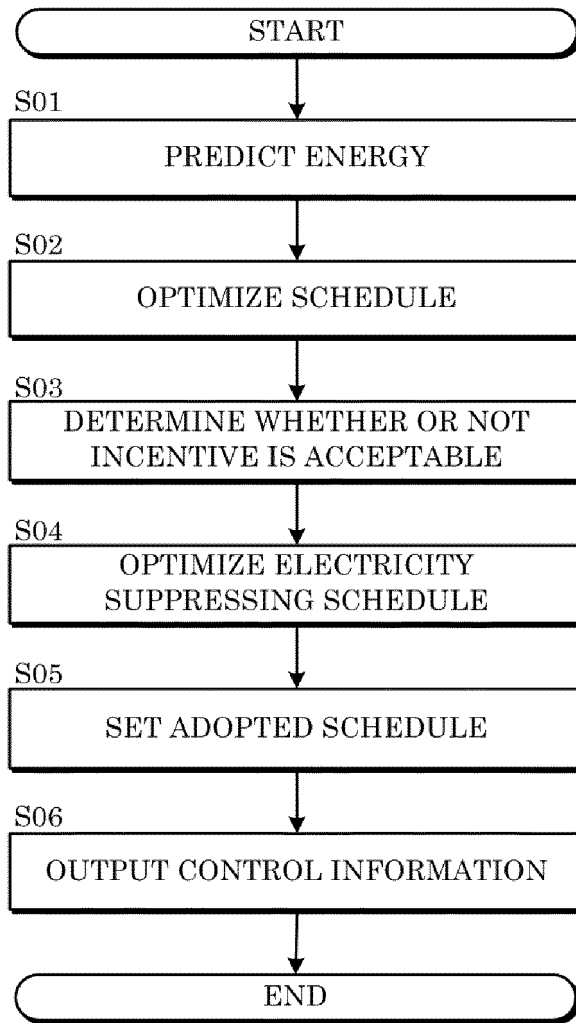 START
S01
PREDICT ENERGY
S02
OPTIMIZE SCHEDULE
S03
DETERMINE WHETHER OR NOT
INCENTIVE IS ACCEPTABLE
S04
OPTIMIZE ELECTRICITY
SUPPRESSING SCHEDULE
S05
SET ADOPTED SCHEDULE
S06
OUTPUT CONTROL INFORMATION
END